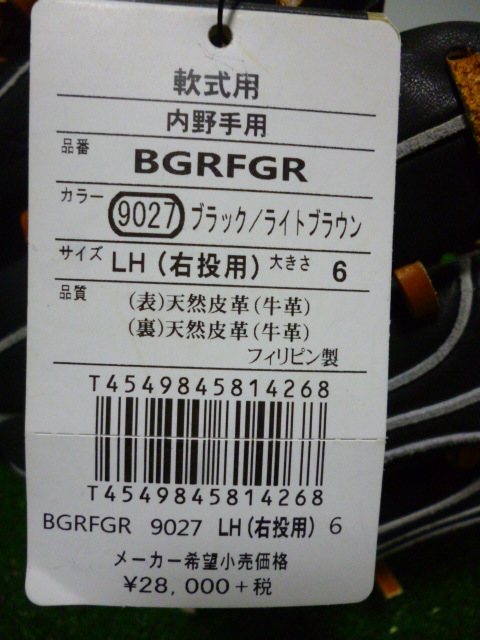 軟式用
内野手用
品番 BGRFGR
カラー 9027 ブラック/ライトブラウン
サイズ LH (右投用) 大きさ 6
品質 (表)天然皮革(牛革)
(裏)天然皮革(牛革)
フィリピン製
T4549845814268
T4549845814268
BGRFGR 9027 LH(右投用) 6
メーカー希望小売価格
¥28,000+税